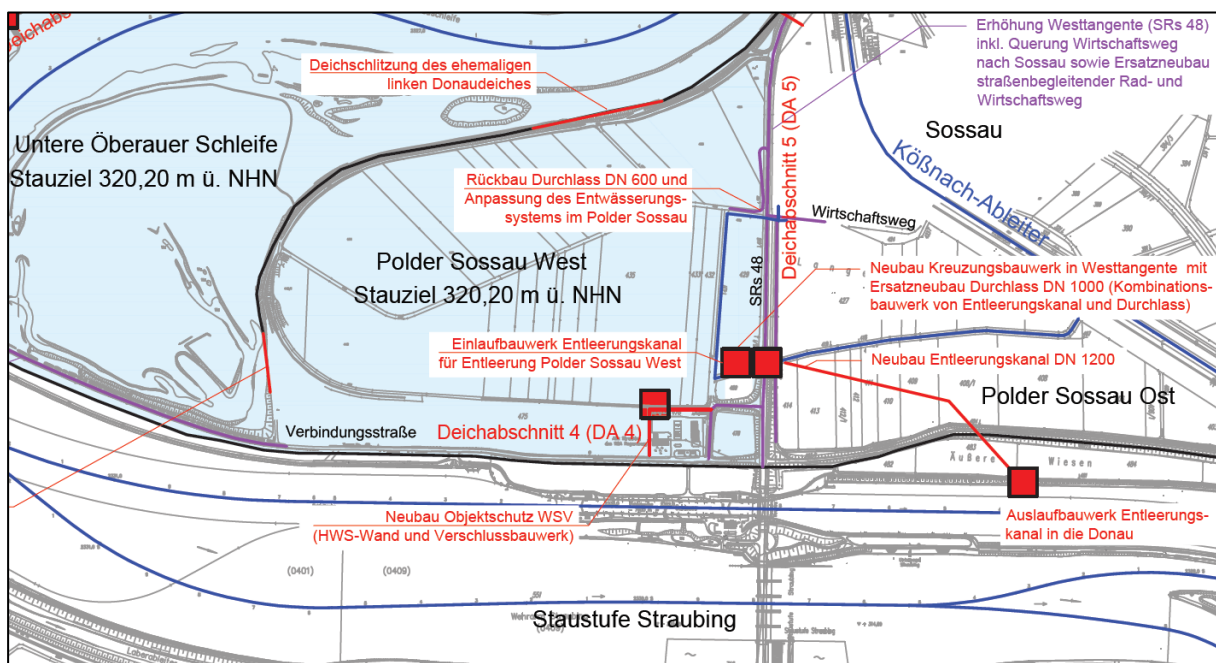 Deichabs
Erhöhung Westtangente (SRs 48)
inkl. Querung Wirtschaftsweg
nach Sossau sowie Ersatzneubau
straßenbegleitender Rad- und
Wirtschaftsweg
Deichschlitzung des ehemaligen
linken Donaudeiches
Untere Öberauer Schleife
Stauziel 320,20 m ü. NHN
Sossau
Kößnach-Ableiter
Deichabschnitt 5 (DA 5)
Rückbau Durchlass DN 600 und
Anpassung des Entwässerungs-
systems im Polder Sossau
Wirtschaftsweg
Polder Sossau West
Stauziel 320,20 m ü. NHN
SRs 48
Neubau Kreuzungsbauwerk in Westtangente mit
Ersatzneubau Durchlass DN 1000 (Kombinations-
bauwerk von Entleerungskanal und Durchlass)
Einlaufbauwerk Entleerungskanal
für Entleerung Polder Sossau West
Neubau Entleerungskanal DN 1200
Polder Sossau Ost
Verbindungsstraße
Deichabschnitt 4 (DA 4)
Äußere Wiesen
Neubau Objektschutz WSV
(HWS-Wand und Verschlussbauwerk)
Auslaufbauwerk Entleerungs-
kanal in die Donau
(0401)
(0409)
Staustufe Straubing